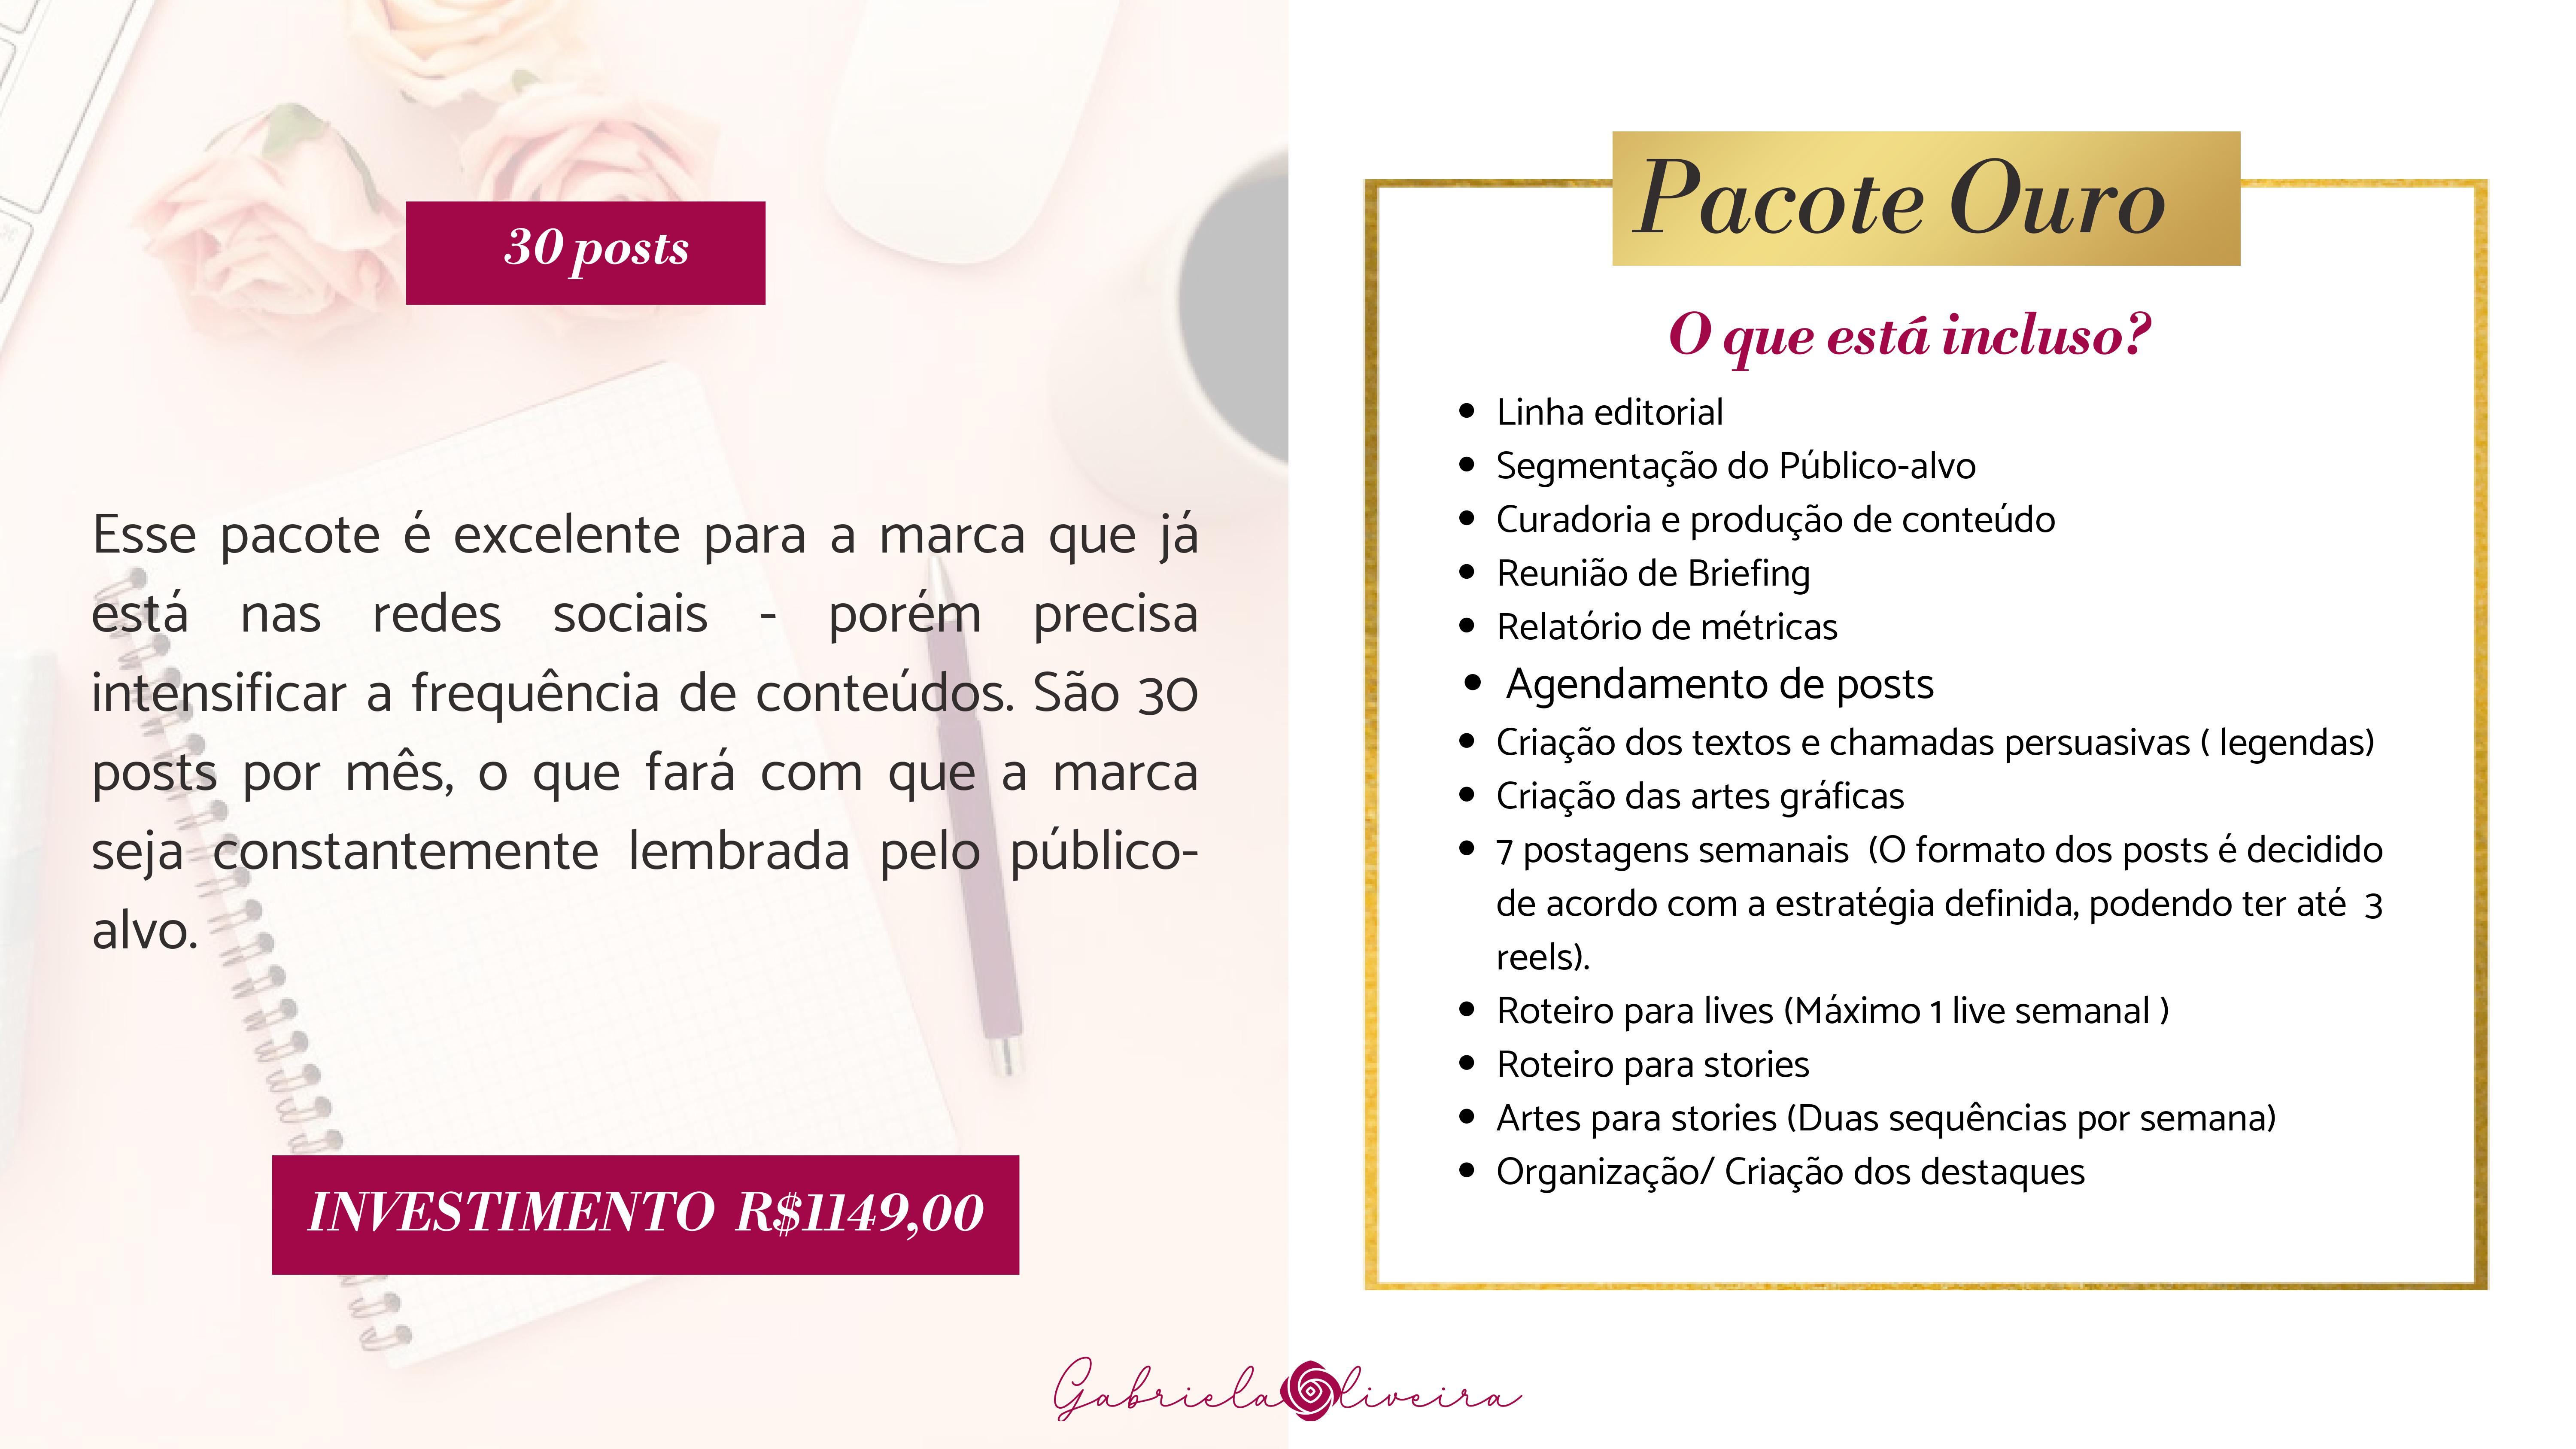 30 posts
Esse pacote é excelente para a marca que já
está nas redes sociais - porém precisa
intensificar a frequência de conteúdos. São 30
posts por mês, o que fará com que a marca
seja constantemente lembrada pelo público-
alvo.
INVESTIMENTO R$1149,00
Pacote Ouro
O que está incluso?
• Linha editorial
• Segmentação do Público-alvo
• Curadoria e produção de conteúdo
• Reunião de Briefing
• Relatório de métricas
• Agendamento de posts
• Criação dos textos e chamadas persuasivas ( legendas)
• Criação das artes gráficas
• 7 postagens semanais (O formato dos posts é decidido
de acordo com a estratégia definida, podendo ter até 3
reels).
• Roteiro para lives (Máximo 1 live semanal )
• Roteiro para stories
• Artes para stories (Duas sequências por semana)
• Organização/ Criação dos destaques
Gabriela Oliveira